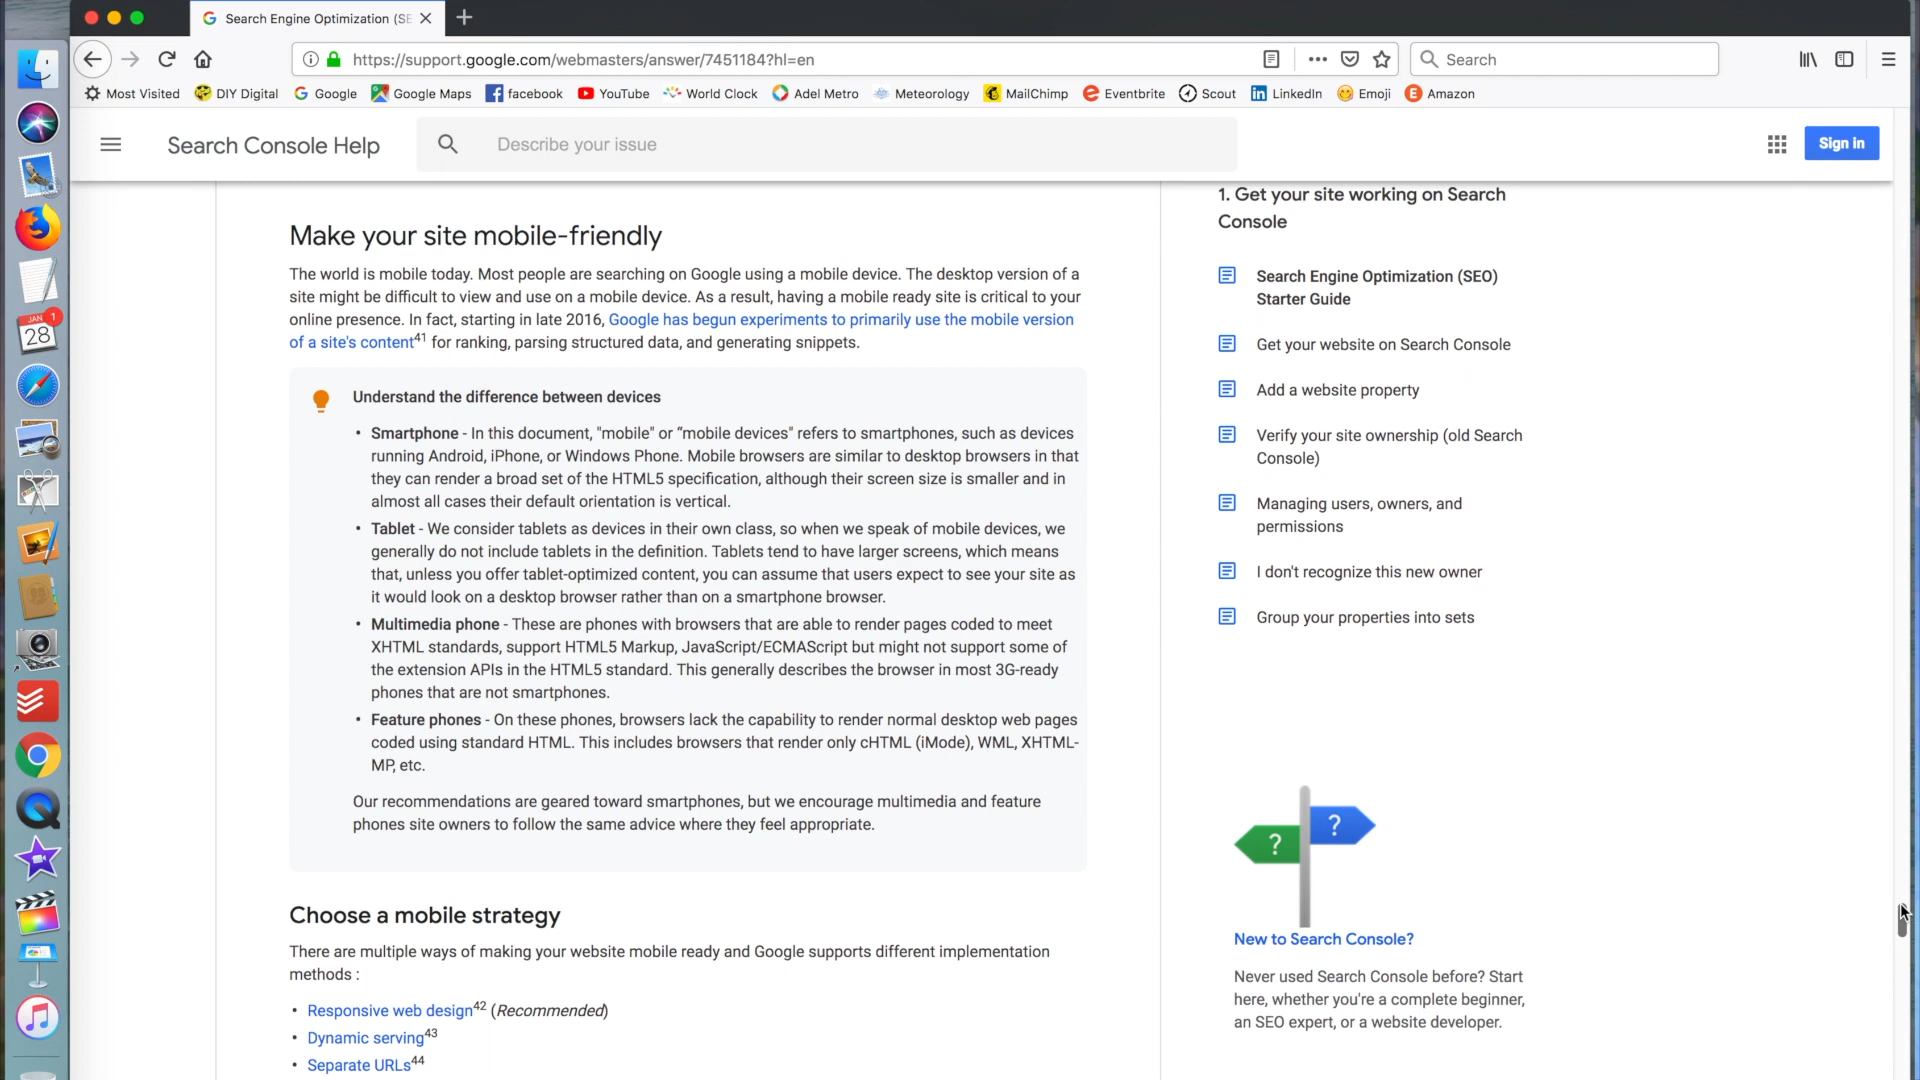 Search Engine Optimization (SE
https://support.google.com/webmasters/answer/7451184?hl=en
Search
Most Visited
DIY Digital
Google
Google Maps
facebook
YouTube
World Clock
Adel Metro
Meteorology
MailChimp
Eventbrite
Scout
LinkedIn
Emoji
Amazon
Search Console Help
Describe your issue
Sign in
JAN
1
28
Make your site mobile-friendly
The world is mobile today. Most people are searching on Google using a mobile device. The desktop version of a
site might be difficult to view and use on a mobile device. As a result, having a mobile ready site is critical to your
online presence. In fact, starting in late 2016, Google has begun experiments to primarily use the mobile version
of a site's content41 for ranking, parsing structured data, and generating snippets.
Understand the difference between devices
• Smartphone - In this document, "mobile" or “mobile devices" refers to smartphones, such as devices
running Android, iPhone, or Windows Phone. Mobile browsers are similar to desktop browsers in that
they can render a broad set of the HTML5 specification, although their screen size is smaller and in
almost all cases their default orientation is vertical.
• Tablet - We consider tablets as devices in their own class, so when we speak of mobile devices, we
generally do not include tablets in the definition. Tablets tend to have larger screens, which means
that, unless you offer tablet-optimized content, you can assume that users expect to see your site as
it would look on a desktop browser rather than on a smartphone browser.
• Multimedia phone - These are phones with browsers that are able to render pages coded to meet
XHTML standards, support HTML5 Markup, JavaScript/ECMAScript but might not support some of
the extension APIs in the HTML5 standard. This generally describes the browser in most 3G-ready
phones that are not smartphones.
• Feature phones - On these phones, browsers lack the capability to render normal desktop web pages
coded using standard HTML. This includes browsers that render only cHTML (iMode), WML, XHTML-
MP, etc.
Our recommendations are geared toward smartphones, but we encourage multimedia and feature
phones site owners to follow the same advice where they feel appropriate.
Choose a mobile strategy
There are multiple ways of making your website mobile ready and Google supports different implementation
methods :
• Responsive web design42 (Recommended)
• Dynamic serving43
• Separate URLs44
1. Get your site working on Search
Console
Search Engine Optimization (SEO)
Starter Guide
Get your website on Search Console
Add a website property
Verify your site ownership (old Search
Console)
Managing users, owners, and
permissions
I don't recognize this new owner
Group your properties into sets
?
?
New to Search Console?
Never used Search Console before? Start
here, whether you're a complete beginner,
an SEO expert, or a website developer.